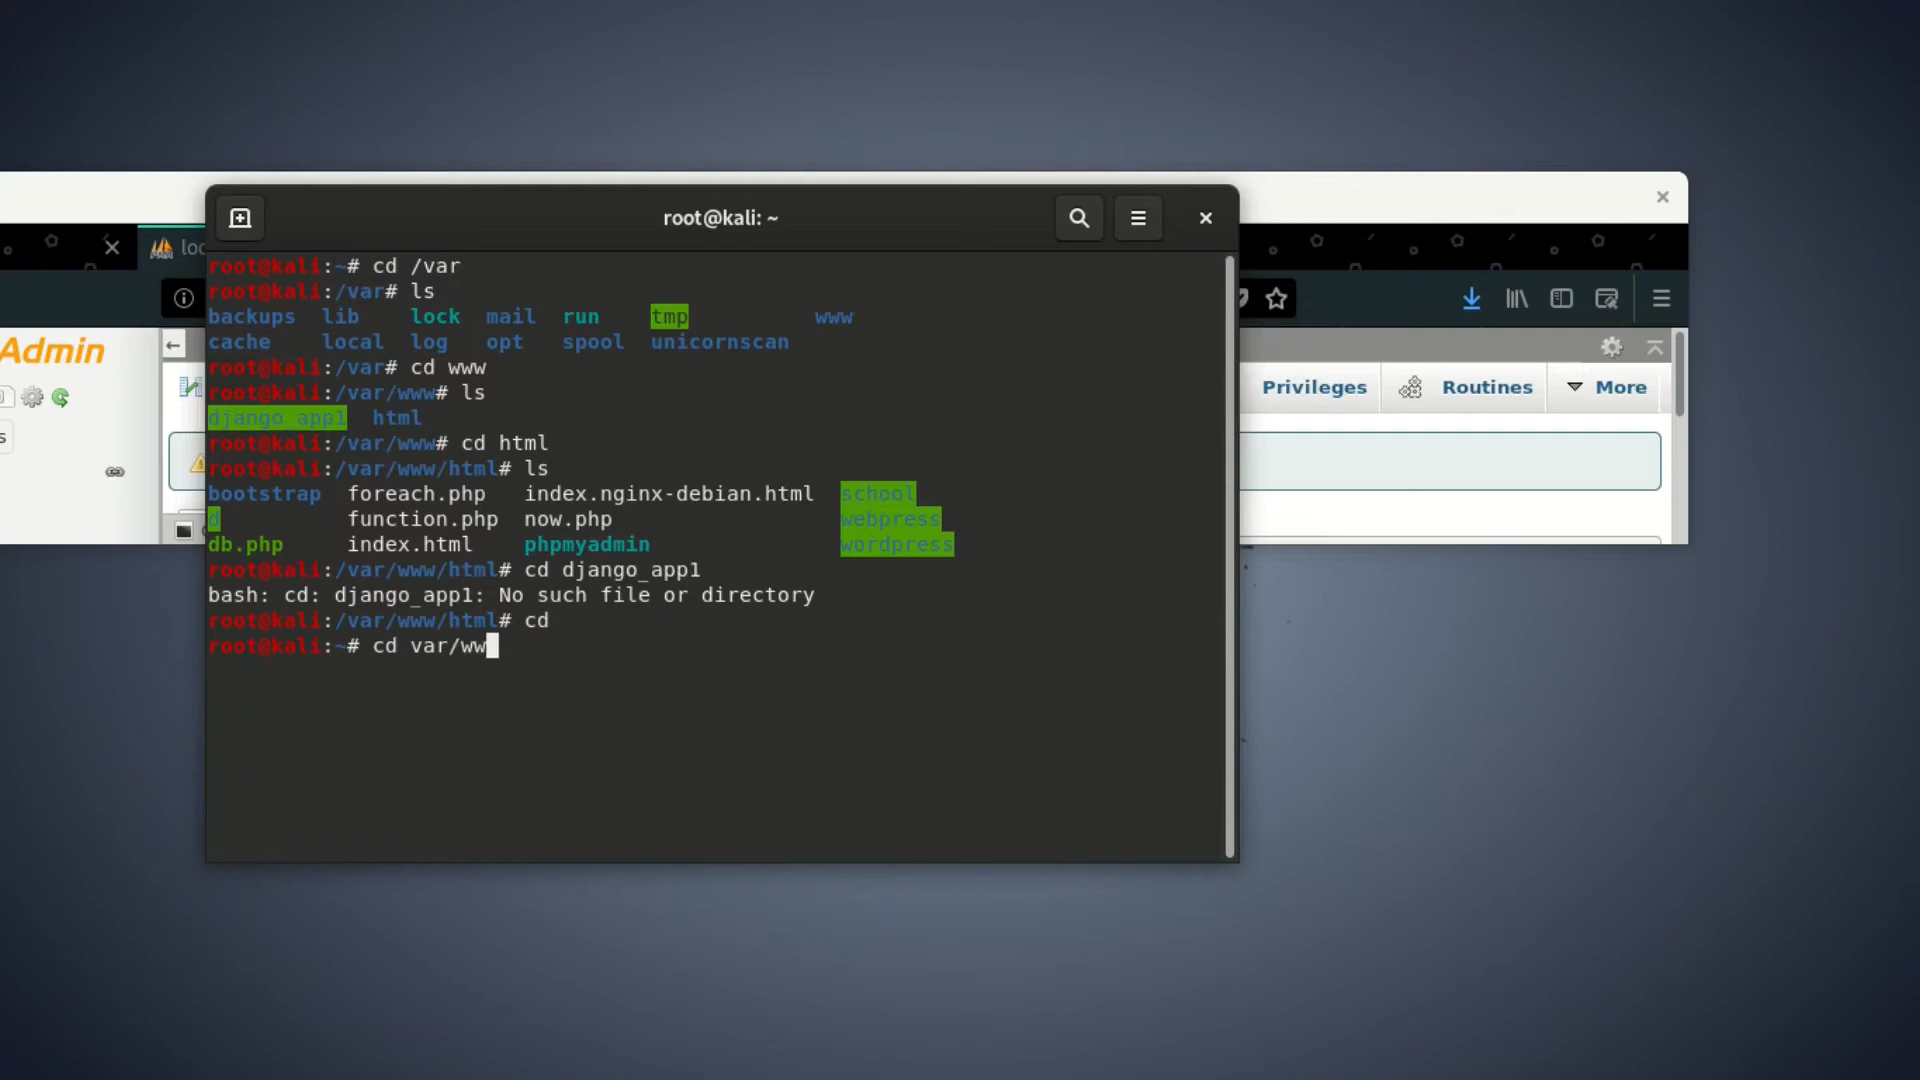 root@kali: ~
loc
root@kali:~# cd /var
root@kali:/var# ls
backups lib lock mail run tmp www
cache local log opt spool unicornscan
root@kali:/var# cd www
root@kali:/var/www# ls
django_app1 html
root@kali:/var/www# cd html
root@kali:/var/www/html# ls
bootstrap foreach.php index.nginx-debian.html school
d function.php now.php webpress
db.php index.html phpmyadmin wordpress
root@kali:/var/www/html# cd django_app1
bash: cd: django_app1: No such file or directory
root@kali:/var/www/html# cd
root@kali:~# cd var/ww
Admin
s
Privileges Routines More